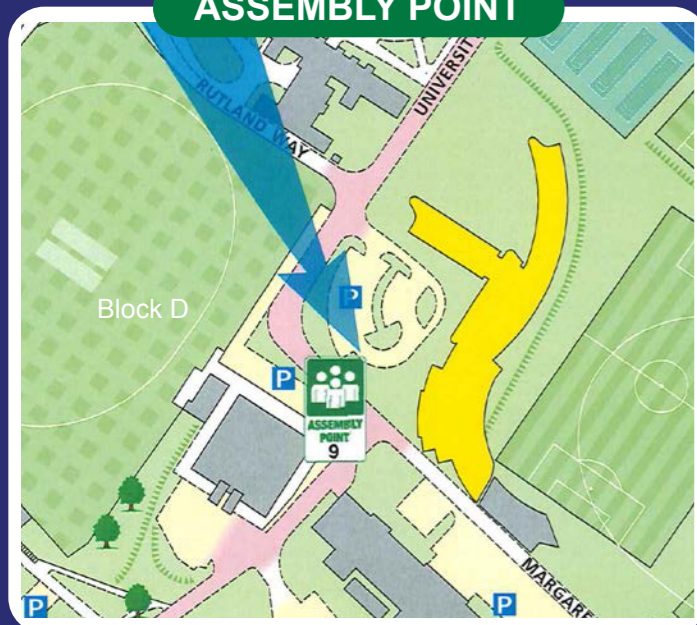 ASSEMBLY POINT
UNIVERSIT
RUTLAND WAY
P
Block D
P
ASSEMBLY
POINT
9
MARGARE
P
P